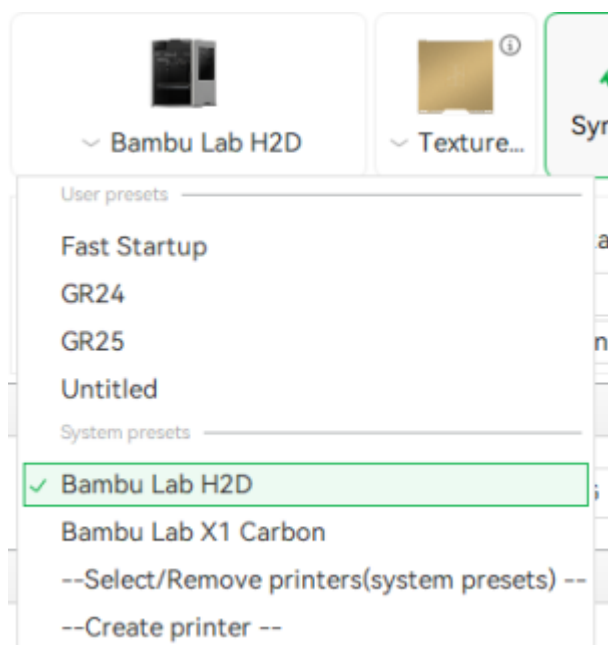 Bambu Lab H2D
Texture...
User presets
Fast Startup
GR24
GR25
Untitled
System presets
Bambu Lab H2D
Bambu Lab X1 Carbon
--Select/Remove printers(system presets) --
--Create printer --